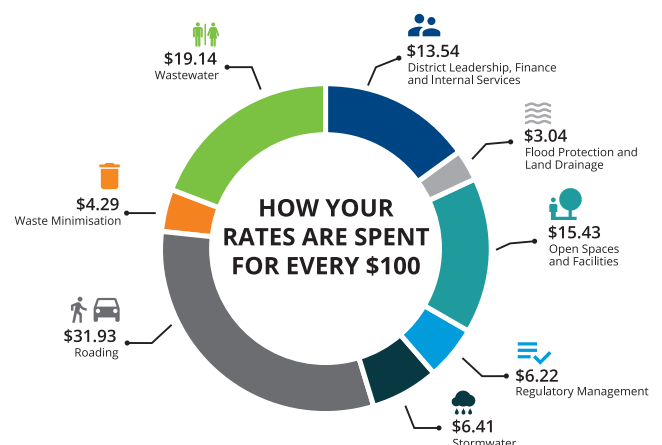 $13.54
District Leadership, Finance
and Internal Services
$3.04
Flood Protection and
Land Drainage
$15.43
Open Spaces
and Facilities
$6.22
Regulatory Management
$6.41
Stormwater
$31.93
Roading
$4.29
Waste Minimisation
$19.14
Wastewater
HOW YOUR
RATES ARE SPENT
FOR EVERY $100